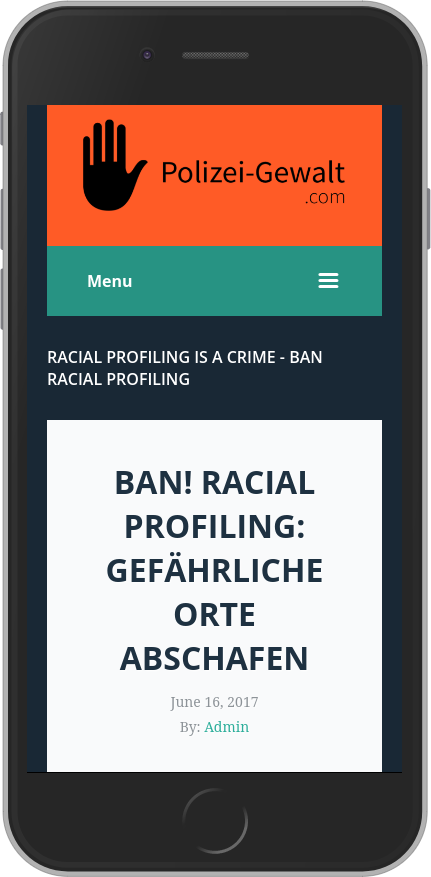 Polizei-Gewalt
.com
Menu
RACIAL PROFILING IS A CRIME - BAN
RACIAL PROFILING
BAN! RACIAL
PROFILING:
GEFÄHRLICHE
ORTE
ABSCHAFEN
June 16, 2017
By: Admin